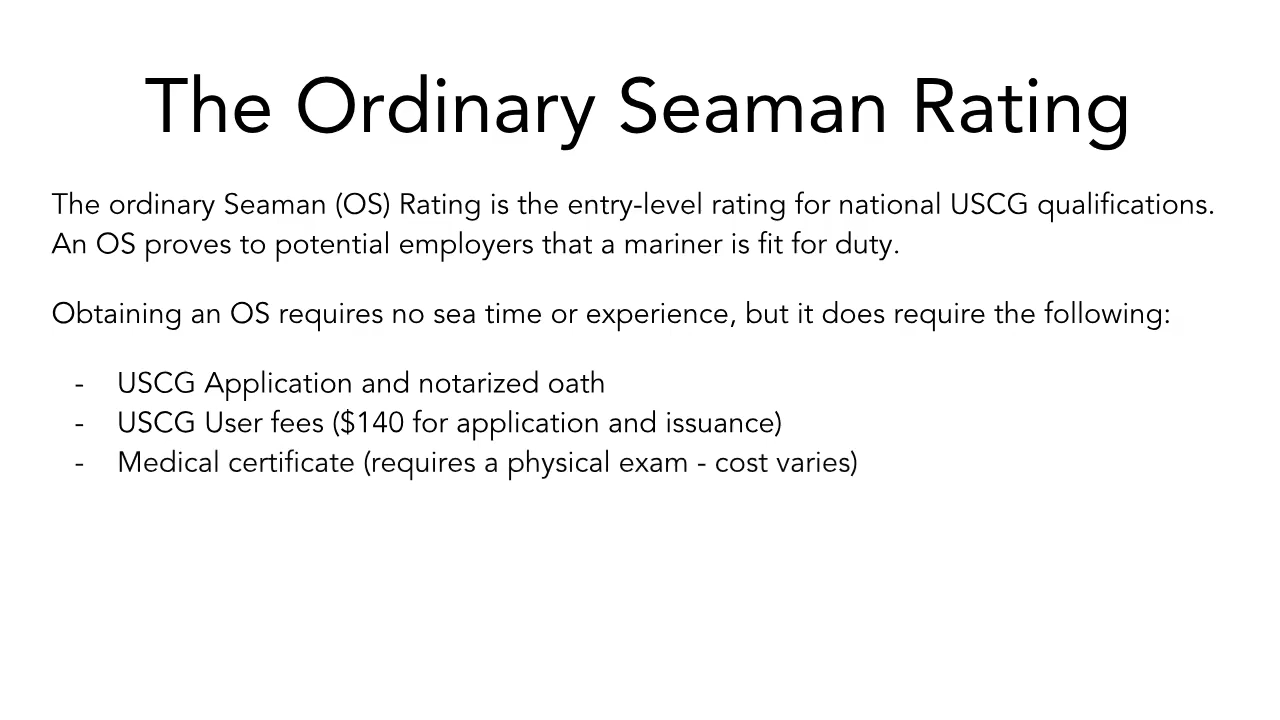 The Ordinary Seaman Rating
The ordinary Seaman (OS) Rating is the entry-level rating for national USCG qualifications.
An OS proves to potential employers that a mariner is fit for duty.
Obtaining an OS requires no sea time or experience, but it does require the following:
- USCG Application and notarized oath
- USCG User fees ($140 for application and issuance)
- Medical certificate (requires a physical exam - cost varies)